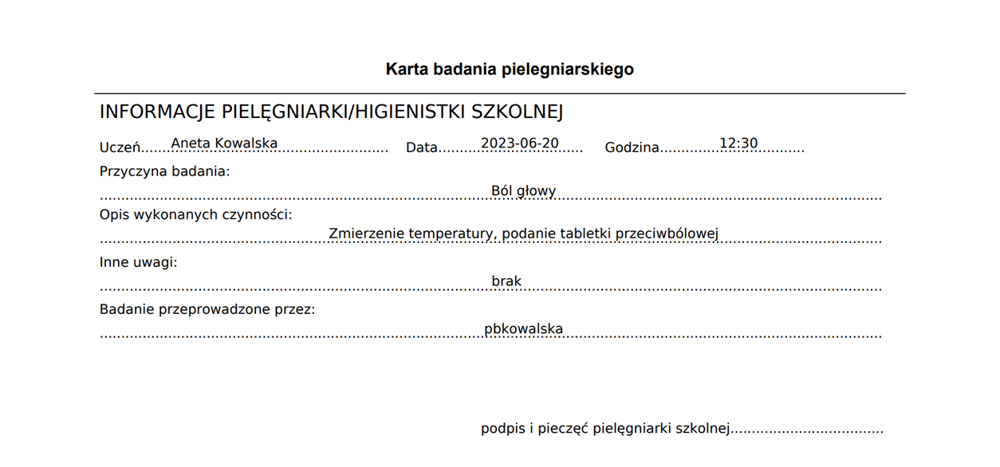 Karta badania pielegniarskiego
INFORMACJE PIELĘGNIARKI/HIGIENISTKI SZKOLNEJ
Uczeń.....Aneta Kowalska............................ Data..........2023-06-20...... Godzina..............12:30...........
Przyczyna badania:
Ból głowy
Opis wykonanych czynności:
Zmierzenie temperatury, podanie tabletki przeciwbólowej
Inne uwagi:
brak
Badanie przeprowadzone przez:
pbkowalska
podpis i pieczęć pielęgniarki szkolnej...................................